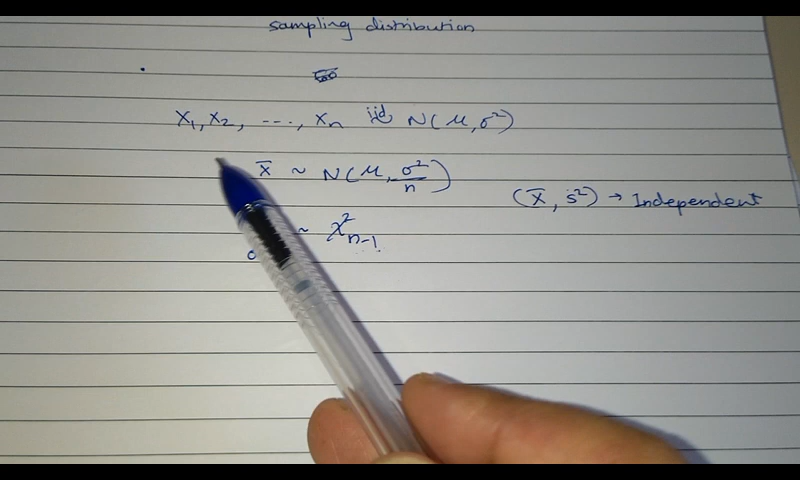 sampling distribution
X₁, X₂, ----, Xₙ iid N(μ, σ²)
X̄ ~ N(μ, σ²/n)
(X̄, s²) → Independent
~ χ²ₙ₋₁